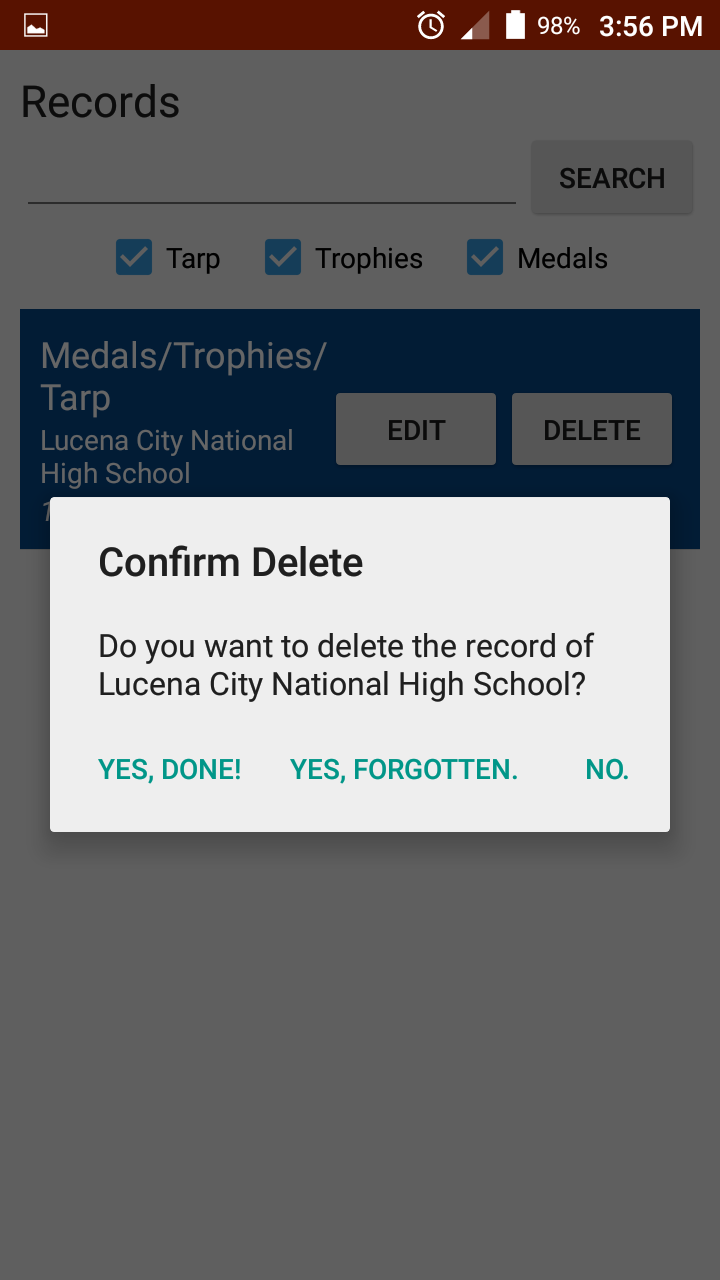 98% 3:56 PM
Records
SEARCH
Tarp Trophies Medals
Medals/Trophies/
Tarp
Lucena City National
High School
EDIT DELETE
Confirm Delete
Do you want to delete the record of
Lucena City National High School?
YES, DONE! YES, FORGOTTEN. NO.